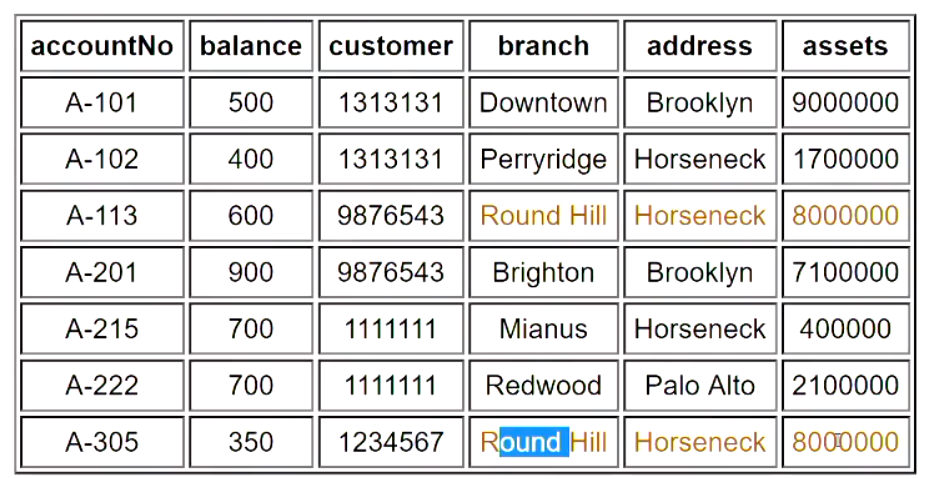 accountNo balance customer branch address assets
A-101 500 1313131 Downtown Brooklyn 9000000
A-102 400 1313131 Perryridge Horseneck 1700000
A-113 600 9876543 Round Hill Horseneck 8000000
A-201 900 9876543 Brighton Brooklyn 7100000
A-215 700 1111111 Mianus Horseneck 400000
A-222 700 1111111 Redwood Palo Alto 2100000
A-305 350 1234567 Round Hill Horseneck 8000000